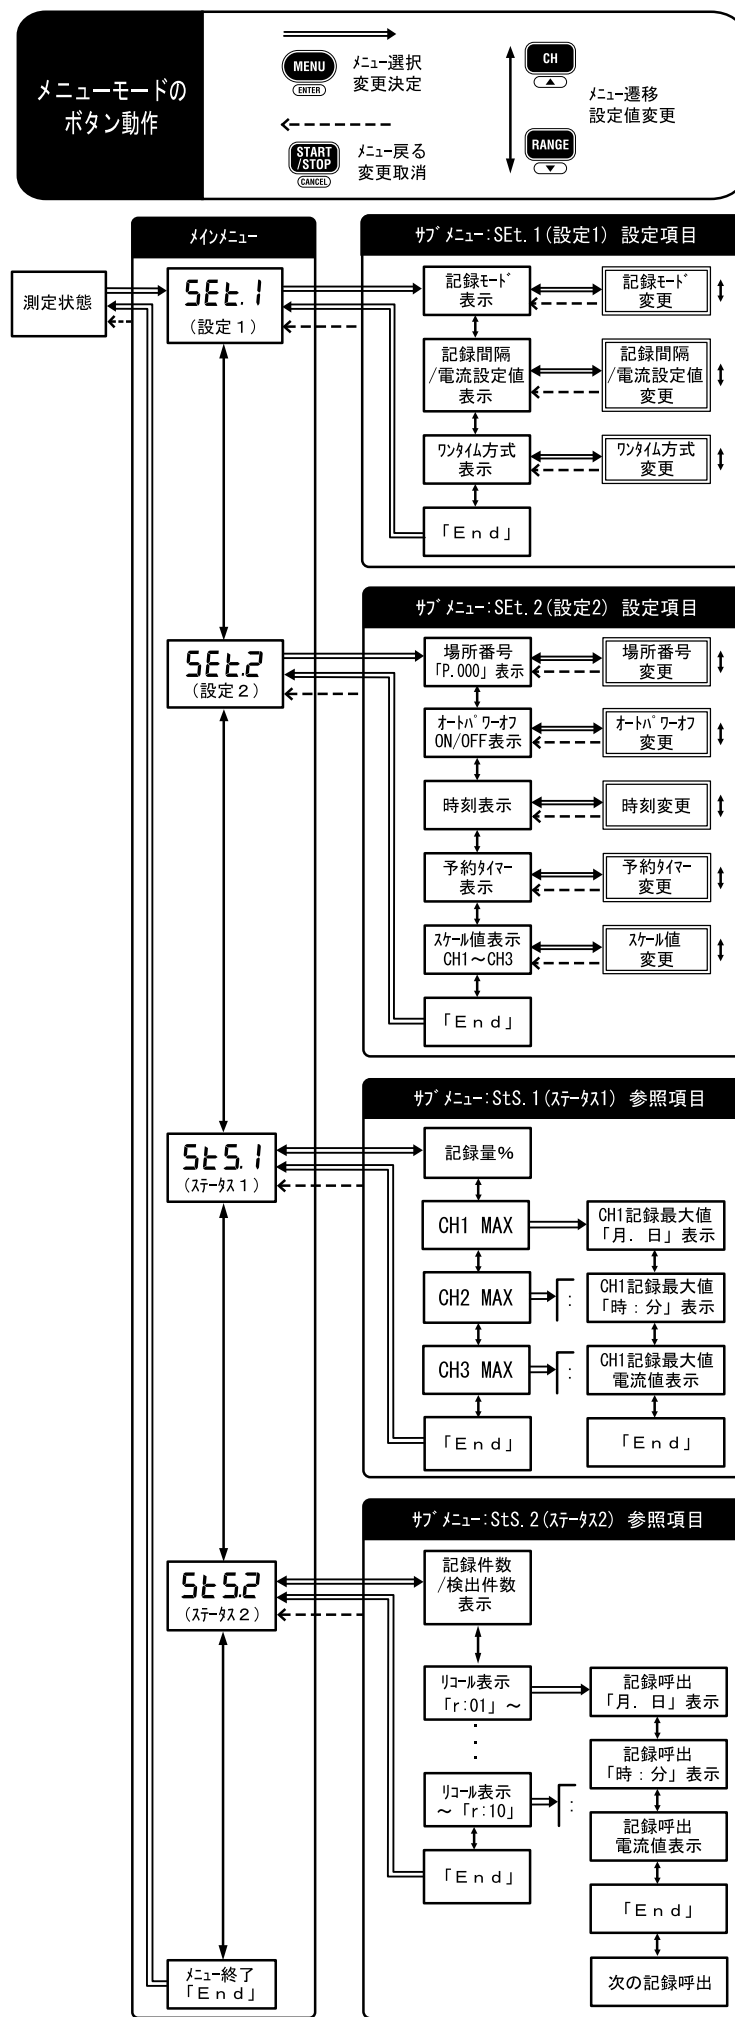 メニューモードの
ボタン動作
MENU
ENTER
メニュー選択
変更決定
START
/STOP
CANCEL
メニュー戻る
変更取消
CH
▲
RANGE
▼
メニュー遷移
設定値変更
メインメニュー
測定状態
SEt.1
(設定1)
サブメニュー:SEt.1(設定1) 設定項目
記録モード
表示
記録モード
変更
記録間隔
/電流設定値
表示
記録間隔
/電流設定値
変更
ワンタイム方式
表示
ワンタイム方式
変更
「End」
SEt.2
(設定2)
サブメニュー:SEt.2(設定2) 設定項目
場所番号
「P.000」表示
場所番号
変更
オートパワーオフ
ON/OFF表示
オートパワーオフ
変更
時刻表示
時刻変更
予約タイマー
表示
予約タイマー
変更
スケール値表示
CH1～CH3
スケール値
変更
「End」
StS.1
(ステータス1)
サブメニュー:StS.1(ステータス1) 参照項目
記録量%
CH1 MAX
CH1記録最大値
「月.日」表示
CH2 MAX
:
CH1記録最大値
「時:分」表示
CH3 MAX
:
CH1記録最大値
電流値表示
「End」
「End」
StS.2
(ステータス2)
サブメニュー:StS.2(ステータス2) 参照項目
記録件数
/検出件数
表示
リコール表示
「r:01」～
記録呼出
「月.日」表示
・
・
・
記録呼出
「時:分」表示
リコール表示
～「r:10」
:
記録呼出
電流値表示
「End」
「End」
次の記録呼出
メニュー終了
「End」